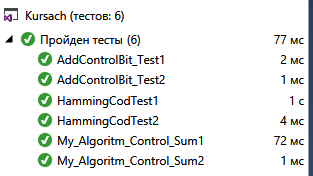 Kursach (тестов: 6)
Пройден тесты (6) 77 мс
AddControlBit_Test1 2 мс
AddControlBit_Test2 1 мс
HammingCodTest1 1 с
HammingCodTest2 4 мс
My_Algoritm_Control_Sum1 72 мс
My_Algoritm_Control_Sum2 1 мс